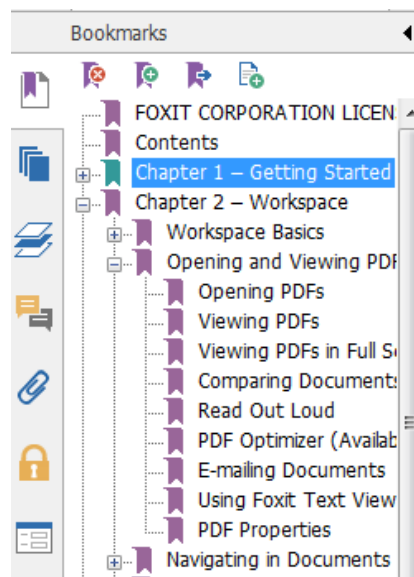 Bookmarks
FOXIT CORPORATION LICEN
Contents
Chapter 1 – Getting Started
Chapter 2 – Workspace
Workspace Basics
Opening and Viewing PDF
Opening PDFs
Viewing PDFs
Viewing PDFs in Full S
Comparing Documents
Read Out Loud
PDF Optimizer (Availab
E-mailing Documents
Using Foxit Text View
PDF Properties
Navigating in Documents